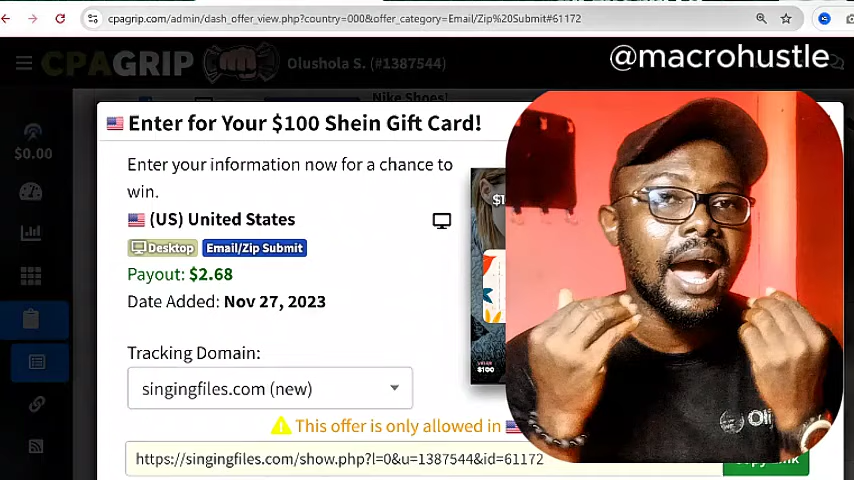 cpagrip.com/admin/dash_offer_view.php?country=000&offer_category=Email/Zip%20Submit#61172
CPAGRIP
Olushola S. (#1387544)
@macrohustle
Nike Shoes!
$0.00
Enter for Your $100 Shein Gift Card!
Enter your information now for a chance to
win.
(US) United States
Desktop Email/Zip Submit
Payout: $2.68
Date Added: Nov 27, 2023
$100
Tracking Domain:
singingfiles.com (new)
This offer is only allowed in
https://singingfiles.com/show.php?l=0&u=1387544&id=61172